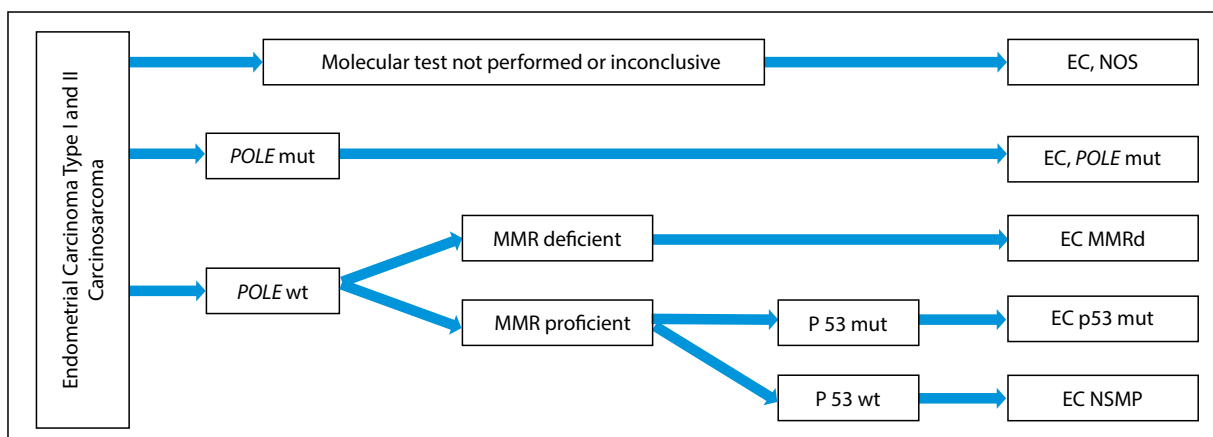 Endometrial Carcinoma Type I and II
Carcinosarcoma
Molecular test not performed or inconclusive
EC, NOS
POLE mut
EC, POLE mut
MMR deficient
EC MMRd
POLE wt
MMR proficient
P 53 mut
EC p53 mut
P 53 wt
EC NSMP